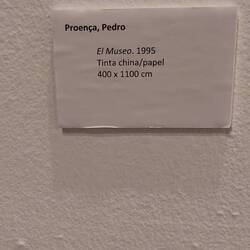 Proença, Pedro
El Museo. 1995
Tinta china/papel
400 x 1100 cm